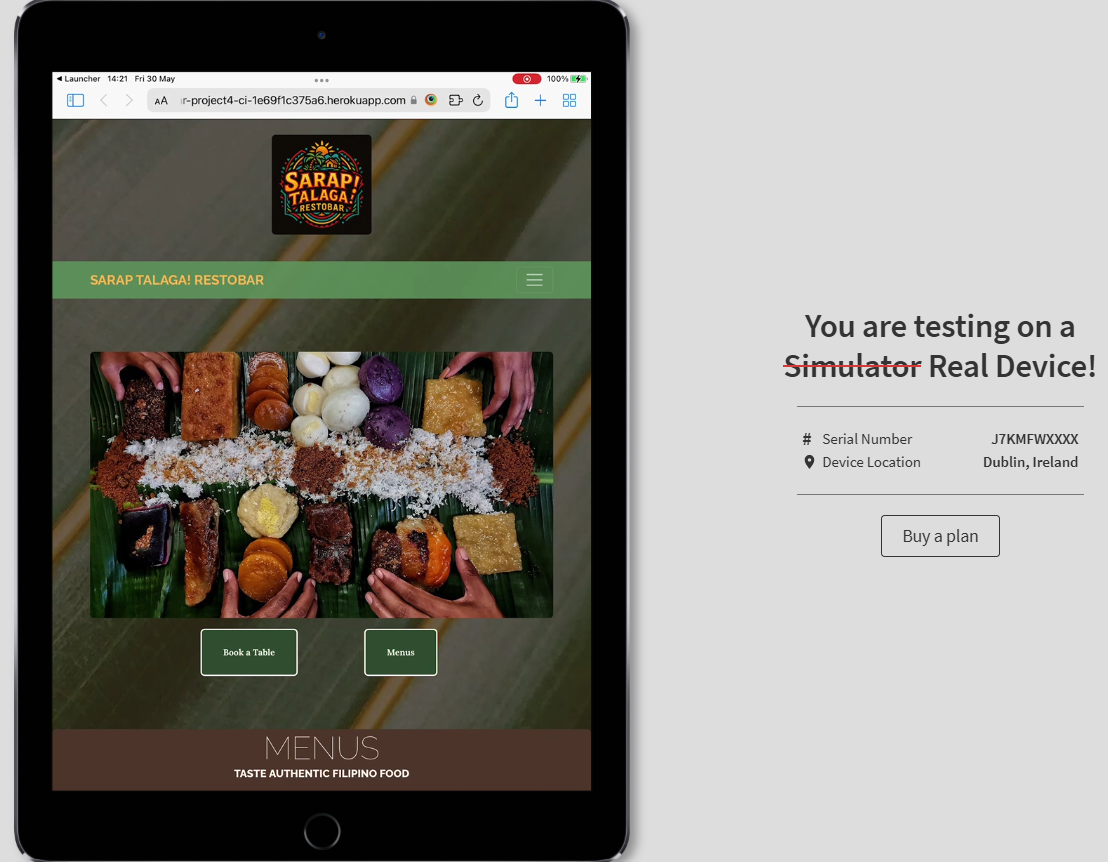 Launcher 14:21 Fri 30 May
100%
AA r-project4-ci-1e69f1c375a6.herokuapp.com
SARAP!
TALAGA!
RESTOBAR
SARAP TALAGA! RESTOBAR
Book a Table
Menus
MENUS
TASTE AUTHENTIC FILIPINO FOOD
You are testing on a
Simulator Real Device!
# Serial Number J7KMFWXXXX
Device Location Dublin, Ireland
Buy a plan